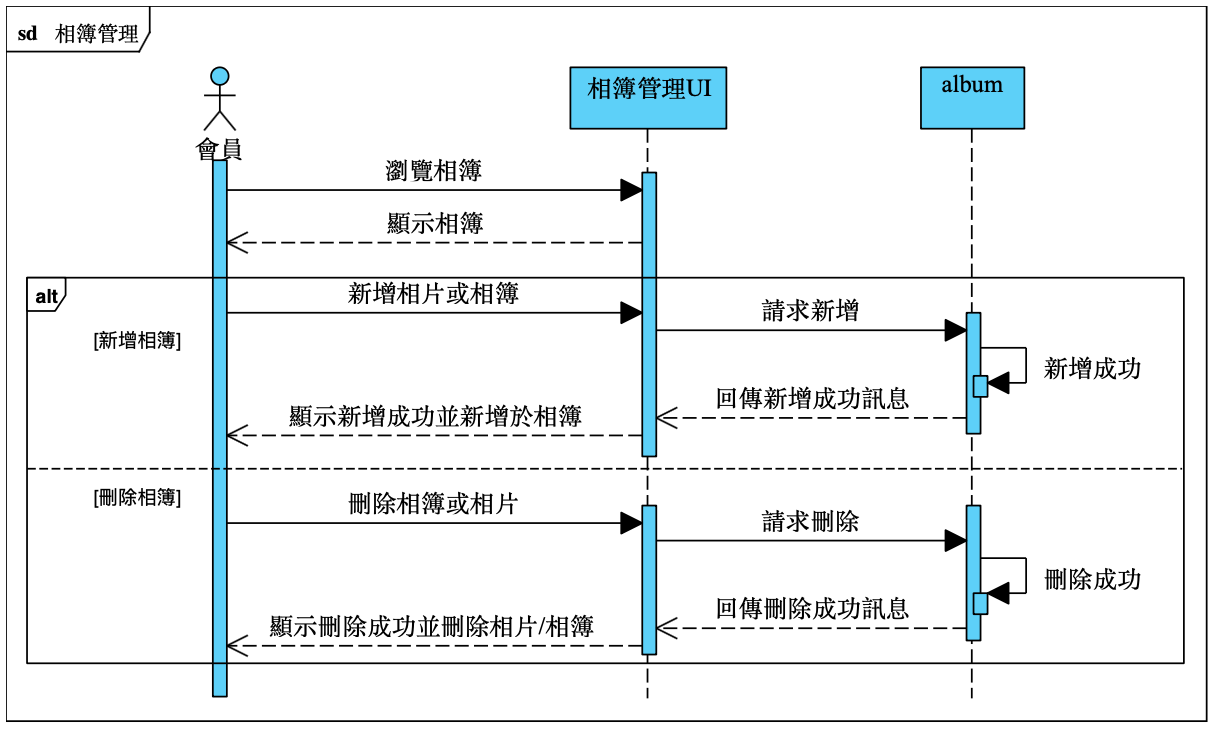 sd 相簿管理
會員
相簿管理UI
album
瀏覽相簿
顯示相簿
alt
新增相片或相簿
[新增相簿]
請求新增
新增成功
回傳新增成功訊息
顯示新增成功並新增於相簿
[刪除相簿]
刪除相簿或相片
請求刪除
刪除成功
回傳刪除成功訊息
顯示刪除成功並刪除相片/相簿